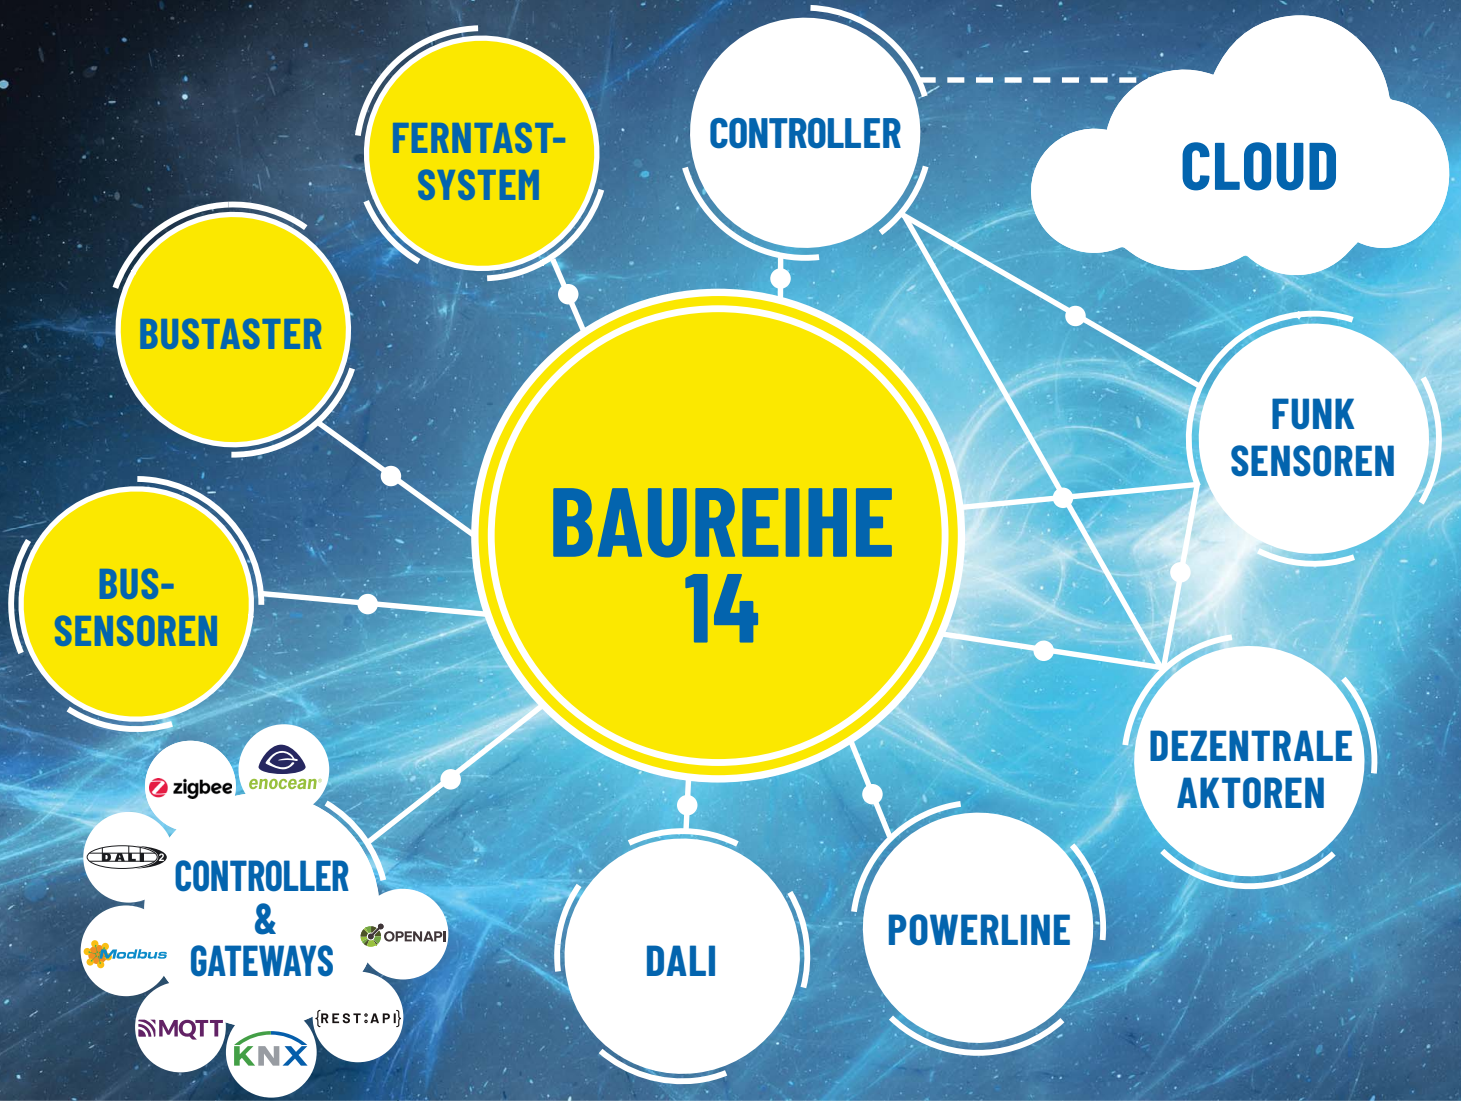 FERNTAST-
SYSTEM
CONTROLLER
CLOUD
BUSTASTER
FUNK
SENSOREN
BAUREIHE
14
BUS-
SENSOREN
DEZENTRALE
AKTOREN
zigbee
enocean®
DALI 2
CONTROLLER
&
GATEWAYS
OPENAPI
Modbus
MQTT
KNX
{REST:API}
DALI
POWERLINE